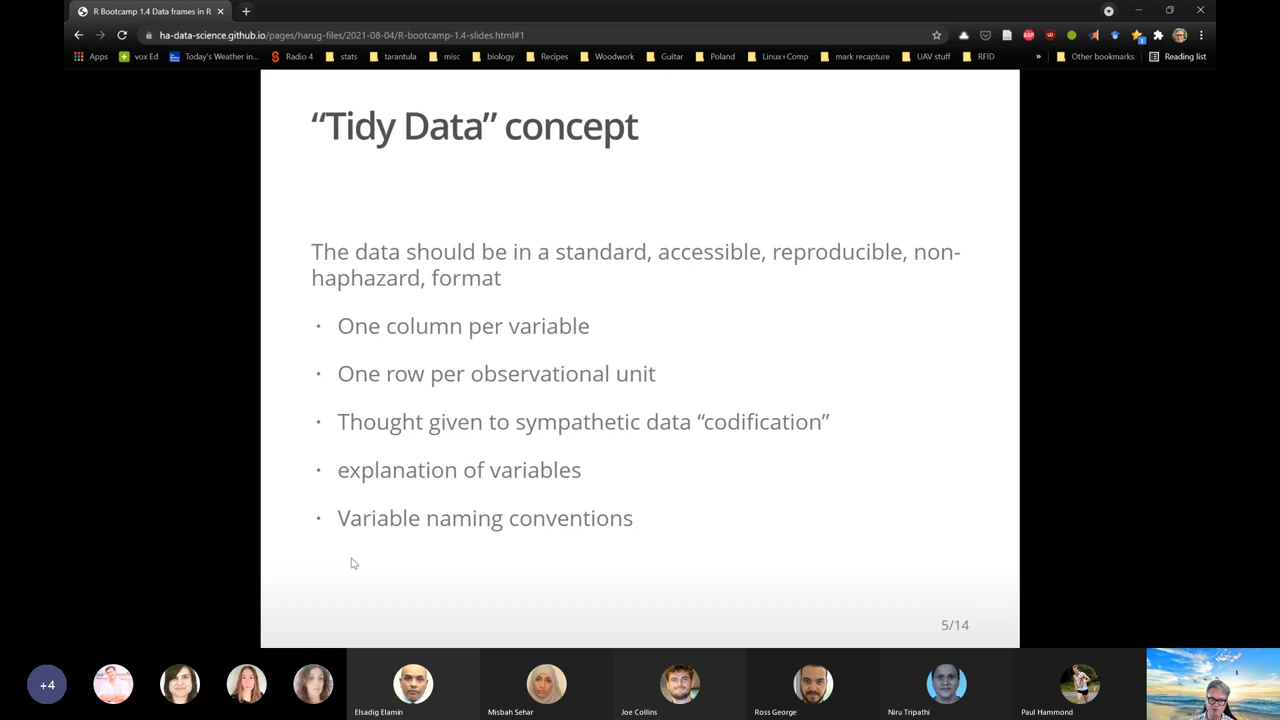 R Bootcamp 1.4 Data frames in R
ha-data-science.github.io/pages/harug-files/2021-08-04/R-bootcamp-1.4-slides.html#1
Apps vox Ed Today's Weather in... Radio 4 stats tarantula misc biology Recipes Woodwork Guitar Poland Linux+Comp mark recapture UAV stuff RFID » Other bookmarks Reading list
“Tidy Data” concept
The data should be in a standard, accessible, reproducible, non-
haphazard, format
· One column per variable
· One row per observational unit
· Thought given to sympathetic data “codification”
· explanation of variables
· Variable naming conventions
5/14
+4
Elsadig Elamin Misbah Sehar Joe Collins Ross George Niru Tripathi Paul Hammond